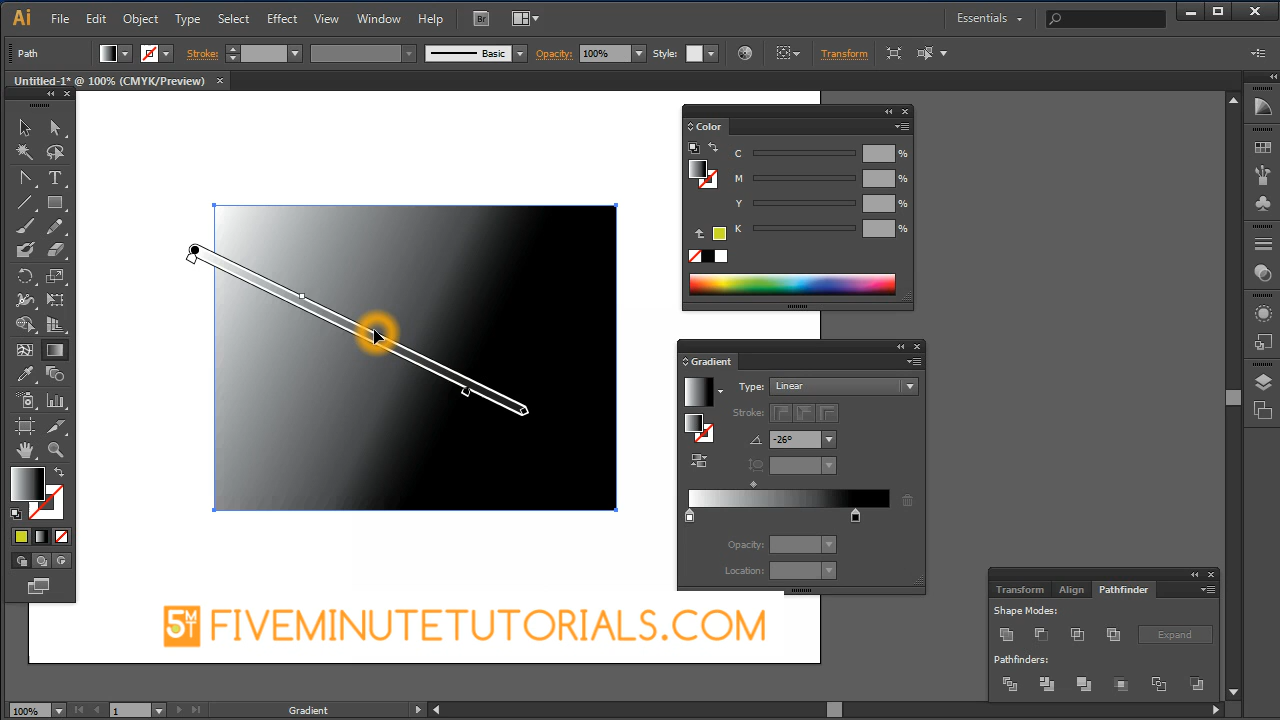 Ai File Edit Object Type Select Effect View Window Help Br Essentials
Path Stroke: Basic Opacity: 100% Style: Transform
Untitled-1* @ 100% (CMYK/Preview) ×
Color
C %
M %
Y %
K %
Gradient
Type: Linear
Stroke:
-26°
Opacity:
Location:
Transform Align Pathfinder
Shape Modes:
Expand
Pathfinders:
5MT FIVEMINUTETUTORIALS.COM
100% 1 Gradient